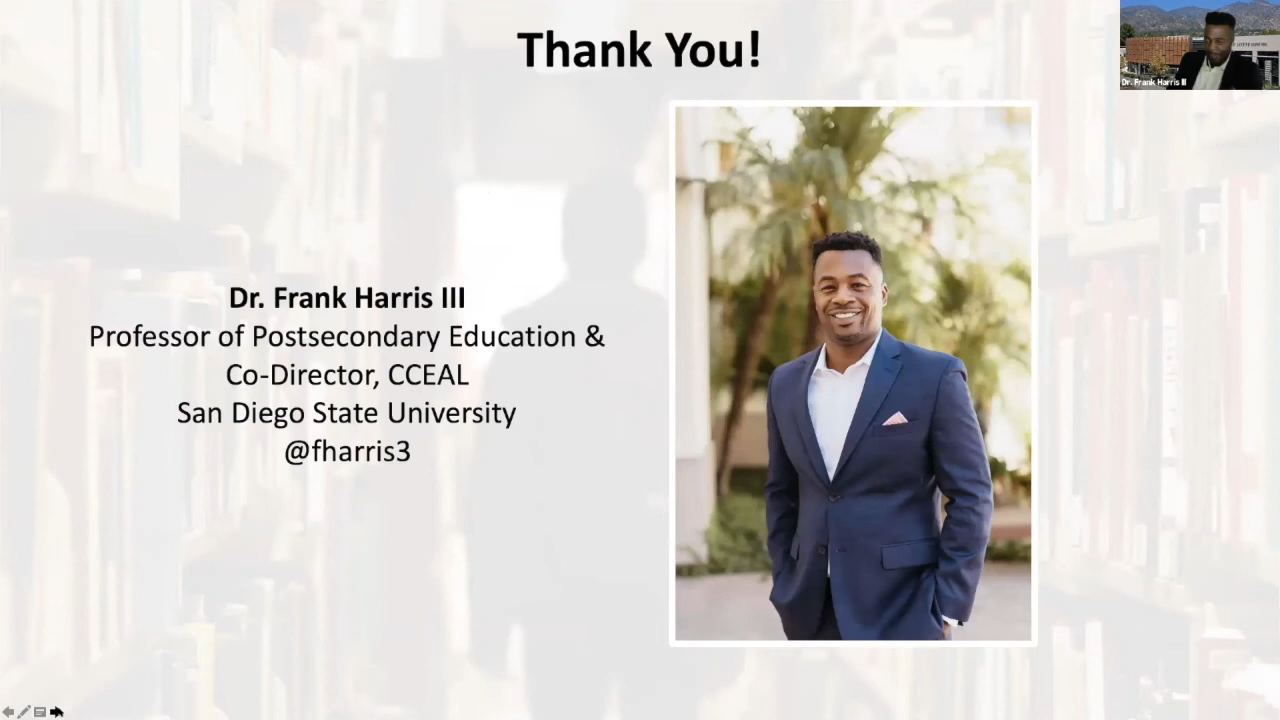 Thank You!
Dr. Frank Harris III
Dr. Frank Harris III
Professor of Postsecondary Education &
Co-Director, CCEAL
San Diego State University
@fharris3